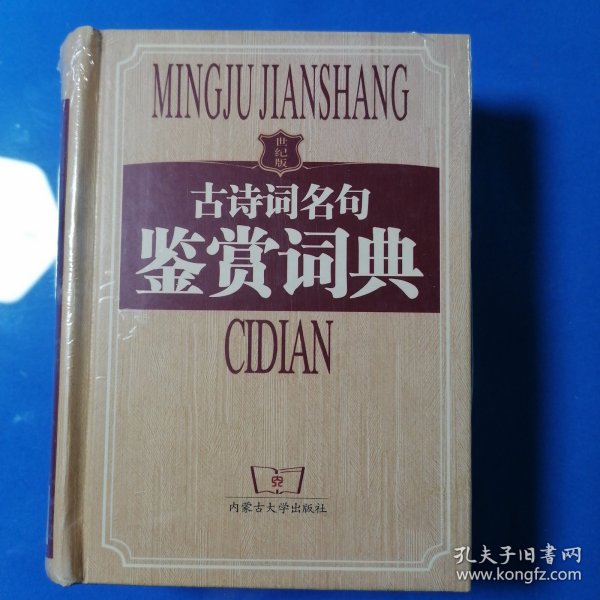 MINGJU JIANSHANG
世纪版
古诗词名句
鉴赏词典
CIDIAN
内蒙古大学出版社
孔夫子旧书网
www.kongfz.com